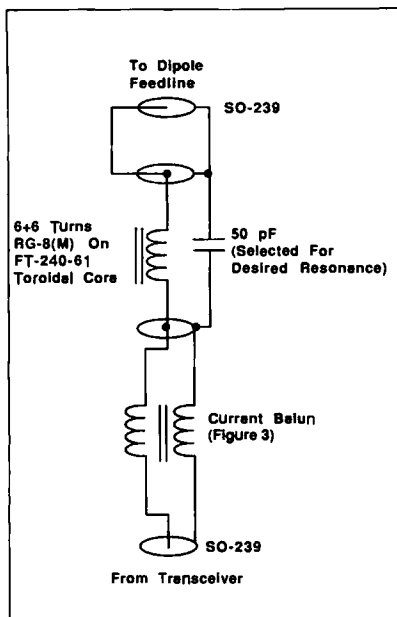 To Dipole
Feedline
SO-239
6+6 Turns
RG-8(M) On
FT-240-61
Toroidal Core
50 pF
(Selected For
Desired Resonance)
Current Balun
(Figure 3)
SO-239
From Transceiver